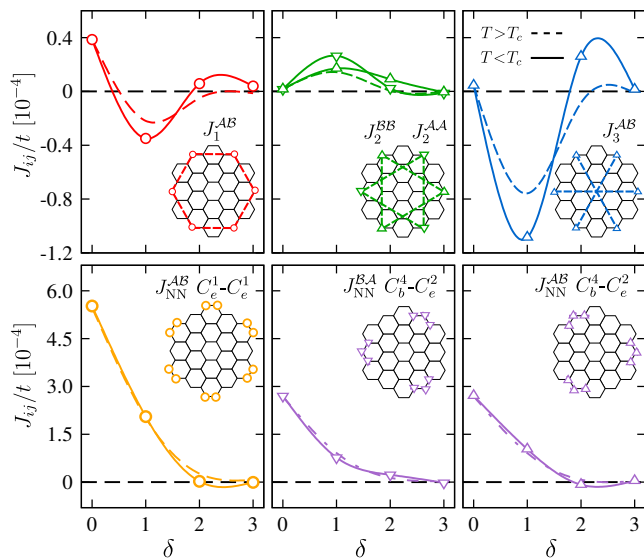 J_{ij}/t [10^{-4}]
0.4
0
-0.4
-0.8
-1.2
J_1^{AB}
J_2^{BB} J_2^{AA}
T>T_c
T<T_c
J_3^{AB}
J_{ij}/t [10^{-4}]
6.0
3.0
1.5
0
J_{NN}^{AB} C_e^1-C_e^1
J_{NN}^{BA} C_b^4-C_e^2
J_{NN}^{AB} C_b^4-C_e^2
0 1 2 3
0 1 2 3
0 1 2 3
δ
δ
δ